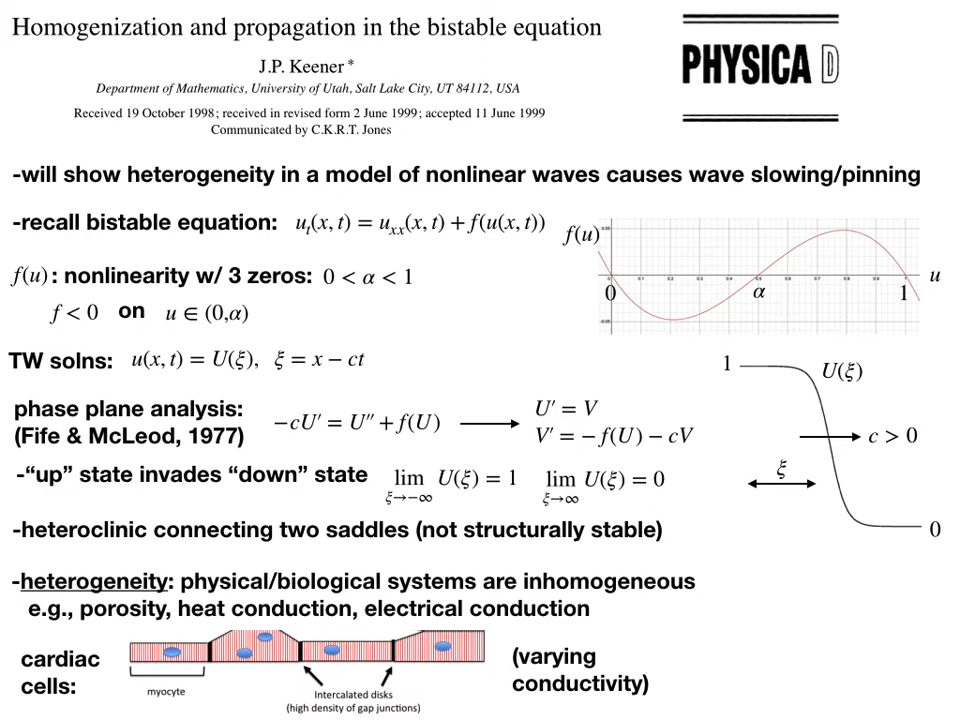 Homogenization and propagation in the bistable equation
J.P. Keener *
Department of Mathematics, University of Utah, Salt Lake City, UT 84112, USA
Received 19 October 1998; received in revised form 2 June 1999; accepted 11 June 1999
Communicated by C.K.R.T. Jones
PHYSICA D
-will show heterogeneity in a model of nonlinear waves causes wave slowing/pinning
-recall bistable equation: uₜ(x, t) = uₓₓ(x, t) + f(u(x, t))
f(u) : nonlinearity w/ 3 zeros: 0 < α < 1
f < 0 on u ∈ (0,α)
f(u)
0 α 1 u
TW solns: u(x, t) = U(ξ), ξ = x − ct
phase plane analysis:
(Fife & McLeod, 1977)
−cU′ = U″ + f(U)
U′ = V
V′ = − f(U) − cV
1
U(ξ)
c > 0
ξ
0
-“up” state invades “down” state lim U(ξ) = 1 lim U(ξ) = 0
ξ→−∞ ξ→∞
-heteroclinic connecting two saddles (not structurally stable)
-heterogeneity: physical/biological systems are inhomogeneous
e.g., porosity, heat conduction, electrical conduction
cardiac
cells:
myocyte
Intercalated disks
(high density of gap junctions)
(varying
conductivity)